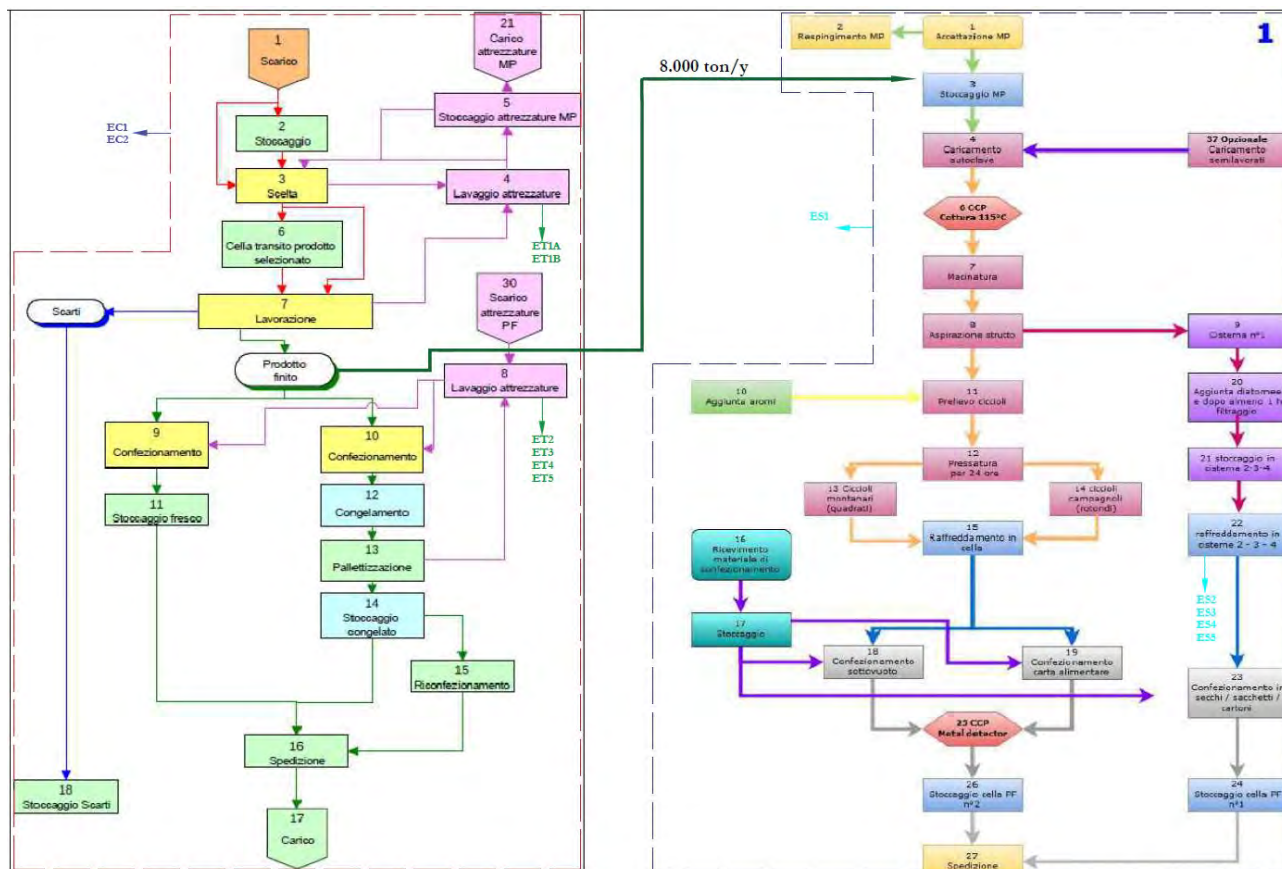 1
Scarico
21
Carico
attrezzature
MP
5
Stoccaggio attrezzature MP
EC1
EC2
2
Stoccaggio
3
Scelta
4
Lavaggio attrezzature
6
Cella transito prodotto
selezionato
ET1A
ET1B
7
Lavorazione
Scarti
30
Scarico
attrezzature
PF
Prodotto
finito
8
Lavaggio attrezzature
ET2
ET3
ET4
ET5
9
Confezionamento
10
Confezionamento
11
Stoccaggio fresco
12
Congelamento
13
Pallettizzazione
14
Stoccaggio
congelato
15
Riconfezionamento
16
Spedizione
18
Stoccaggio Scarti
17
Carico
8.000 ton/y
1
2
Respingimento MP
1
Accettazione MP
3
Stoccaggio MP
4
Caricamento
autoclave
37 Opzionale
Caricamento
semilavorati
ES1
6 CCP
Cottura 115°C
7
Macinatura
8
Aspirazione strutto
9
Cisterna n°1
10
Aggiunta aromi
11
Prelievo ciccioli
20
Aggiunta diatomee
e dopo almeno 1 h
filtraggio
12
Pressatura
per 24 ore
21 stoccaggio in
cisterne 2-3-4
13 Ciccioli
montanari
(quadrati)
14 ciccioli
campagnoli
(rotondi)
15
Raffreddamento in
cella
22
raffreddamento in
cisterne 2 - 3 - 4
16
Ricevimento
materiale di
confezionamento
ES2
ES3
ES4
ES5
17
Stoccaggio
18
Confezionamento
sottovuoto
19
Confezionamento
carta alimentare
23
Confezionamento in
secchi / sacchetti /
cartoni
25 CCP
Metal detector
26
Stoccaggio cella PF
n°2
24
Stoccaggio cella PF
n°1
27
Spedizione